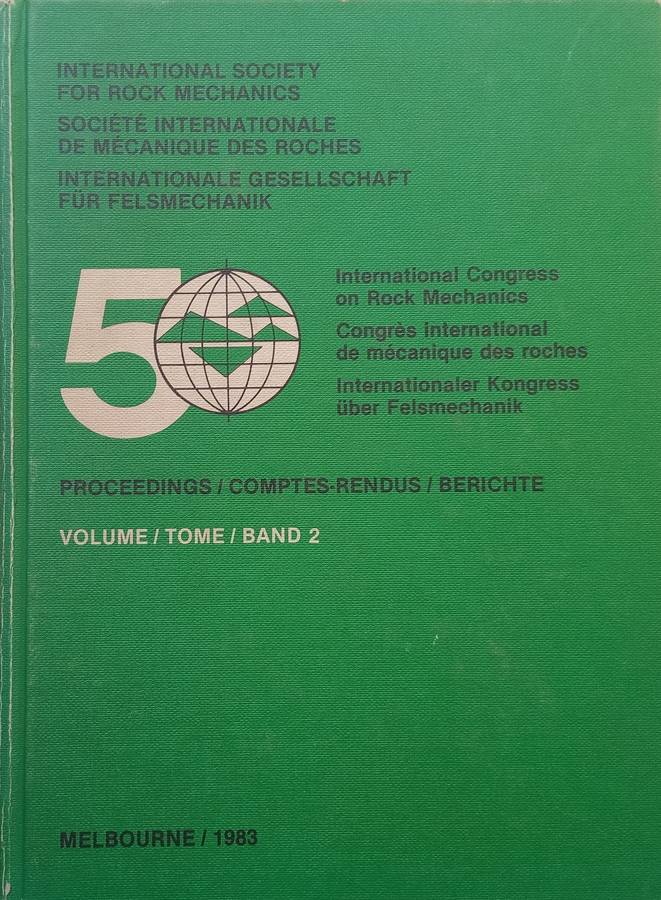 INTERNATIONAL SOCIETY
FOR ROCK MECHANICS
SOCIÉTÉ INTERNATIONALE
DE MÉCANIQUE DES ROCHES
INTERNATIONALE GESELLSCHAFT
FÜR FELSMECHANIK
5
International Congress
on Rock Mechanics
Congrès international
de mécanique des roches
Internationaler Kongress
über Felsmechanik
PROCEEDINGS / COMPTES-RENDUS / BERICHTE
VOLUME / TOME / BAND 2
MELBOURNE / 1983